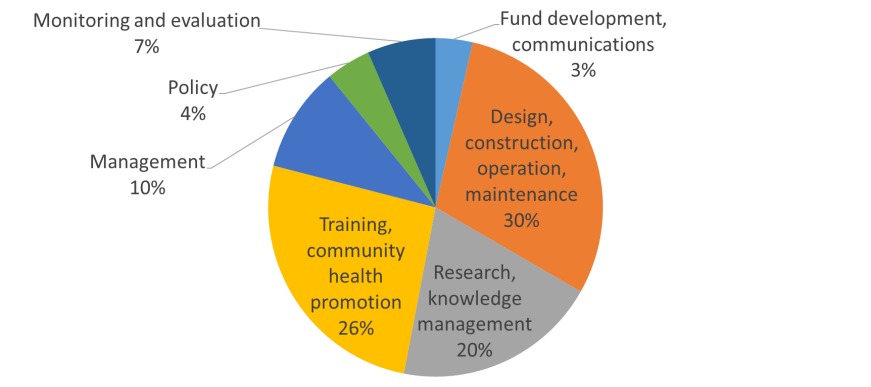 Monitoring and evaluation
7%
Fund development,
communications
3%
Policy
4%
Design,
construction,
operation,
maintenance
30%
Management
10%
Training,
community
health
promotion
26%
Research,
knowledge
management
20%